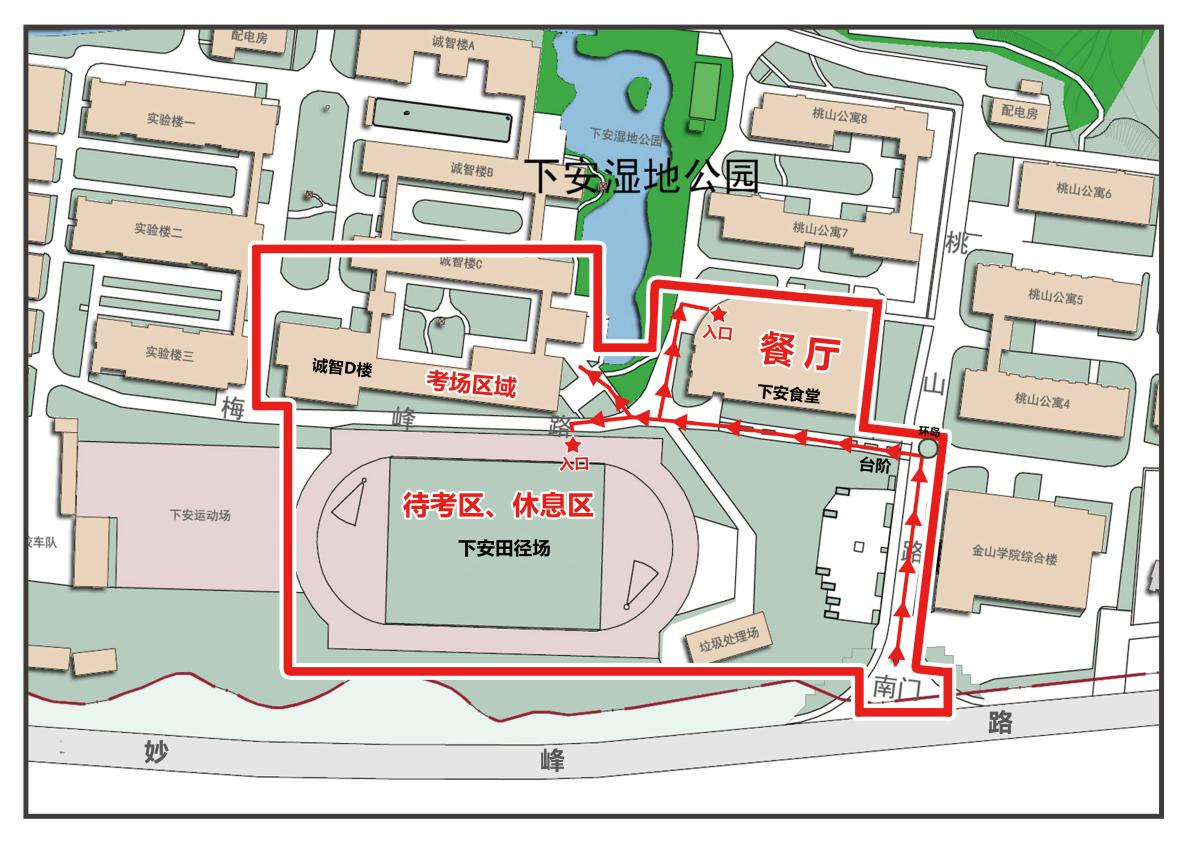 配电房
诚智楼A
实验楼一
下安湿地公园
桃山公寓8
配电房
诚智楼B
下安湿地公园
桃山公寓6
实验楼二
桃山公寓7
桃
诚智楼C
桃山公寓5
入口
餐厅
实验楼三
诚智D楼
考场区域
山
下安食堂
桃山公寓4
梅
峰
路
环岛
台阶
入口
待考区、休息区
下安运动场
下安田径场
路
车队
金山学院综合楼
垃圾处理场
南门
路
妙
峰